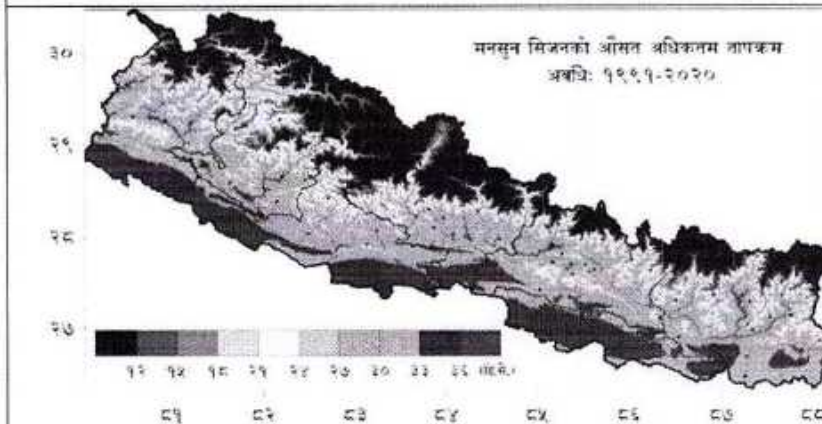 मनसुन सिजनको औसत अधिकतम तापक्रम
अवधिः १९९१-२०२०
३०
२९
२८
२७
१२ १५ १८ २१ २४ २७ ३० ३३ ३६ (डि.से.)
८१ ८२ ८३ ८४ ८५ ८६ ८७ ८८